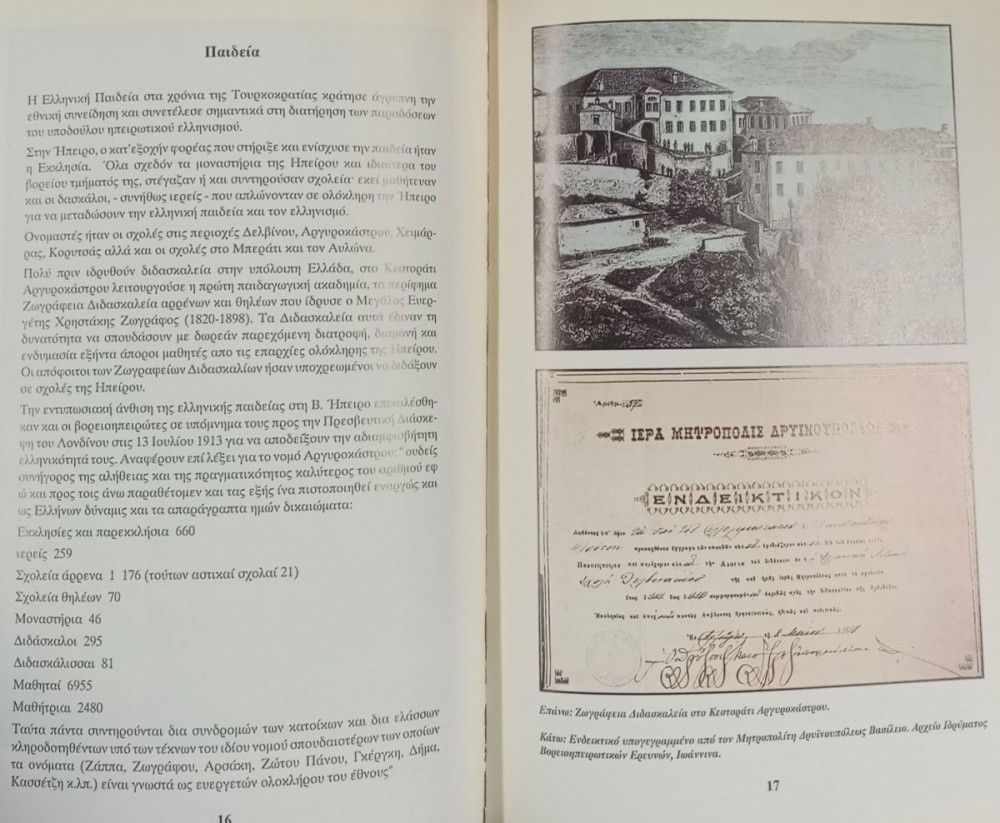 Παιδεία
Η Ελληνική Παιδεία στα χρόνια της Τουρκοκρατίας κράτησε άγρυπνη την
εθνική συνείδηση και συνετέλεσε σημαντικά στη διατήρηση των παραδόσεων
του υποδούλου ηπειρωτικού ελληνισμού.
Στην Ήπειρο, ο κατ'εξοχήν φορέας που στήριξε και ενίσχυσε την παιδεία ήταν
η Εκκλησία. Όλα σχεδόν τα μοναστήρια της Ηπείρου και ιδιαίτερα του
βορείου τμήματός της, στέγαζαν ή και συντηρούσαν σχολεία· εκεί μαθήτευαν
και οι δασκάλοι, - συνήθως ιερείς - που απλώνονταν σε ολόκληρη την Ήπειρο
για να μεταδώσουν την ελληνική παιδεία και τον ελληνισμό.
Ονομαστές ήταν οι σχολές στις περιοχές Δελβίνου, Αργυροκάστρου, Χειμάρ-
ρας, Κορυτσάς αλλά και οι σχολές στο Μπεράτι και τον Αυλώνα.
Πολύ πριν ιδρυθούν διδασκαλεία στην υπόλοιπη Ελλάδα, στο Κεστοράτι
Αργυροκάστρου λειτουργούσε η πρώτη παιδαγωγική ακαδημία, τα περίφημα
Ζωγράφεια Διδασκαλεία αρρένων και θηλέων που ίδρυσε ο Μεγάλος Ευερ-
γέτης Χρηστάκης Ζωγράφος (1820-1898). Τα Διδασκαλεία αυτά έδιναν τη
δυνατότητα να σπουδάσουν με δωρεάν παρεχόμενη διατροφή, διαμονή και
ενδυμασία εξήντα άποροι μαθητές απο τις επαρχίες ολόκληρης της Ηπείρου.
Οι απόφοιτοι των Ζωγραφείων Διδασκαλίων ήσαν υποχρεωμένοι να διδάξουν
σε σχολές της Ηπείρου.
Την εντυπωσιακή άνθιση της ελληνικής παιδείας στη Β. Ήπειρο επικαλέσθη-
καν και οι βορειοηπειρώτες σε υπόμνημα τους προς την Πρεσβευτική Διάσκε-
ψη του Λονδίνου στις 13 Ιουλίου 1913 για να αποδείξουν την αδιαμφισβήτητη
ελληνικότητά τους. Αναφέρουν επί λέξει για το νομό Αργυροκάστρου: "ουδείς
συνήγορος της αλήθειας και της πραγματικότητος καλύτερος του αριθμού εφ
ώ και προς τοις άνω παραθέτομεν και τας εξής ίνα πιστοποιηθεί εναργώς και
ως Ελλήνων δύναμις και τα απαράγραπτα ημών δικαιώματα:
Εκκλησίες και παρεκκλήσια 660
ιερείς 259
Σχολεία άρρενα 1 176 (τούτων αστικαί σχολαί 21)
Σχολεία θηλέων 70
Μοναστήρια 46
Διδάσκαλοι 295
Διδασκάλισσαι 81
Μαθηταί 6955
Μαθήτριαι 2480
Ταύτα πάντα συντηρούνται δια συνδρομών των κατοίκων και δια ελάσσων
κληροδοτηθέντων υπό των τέκνων του ιδίου νομού σπουδαιοτέρων των οποίων
τα ονόματα (Ζάππα, Ζωγράφου, Αρσάκη, Ζώτου Πάνου, Γκέργκη, Δήμα,
Κασσέτζη κ.λπ.) είναι γνωστά ως ευεργετών ολοκλήρου του έθνους"
16
Ἀριθμ.
ΙΕΡΑ ΜΗΤΡΟΠΟΛΙΣ ΔΡΥΙΝΟΥΠΟΛΕΩΣ
ΕΝΔΕΙΚΤΙΚΟΝ
Μαΐου
Επάνω: Ζωγράφεια Διδασκαλεία στο Κεστοράτι Αργυροκάστρου.
Κάτω: Ενδεικτικό υπογεγραμμένο από τον Μητροπολίτη Δρυϊνουπόλεως Βασίλειο. Αρχείο Ιδρύματος
Βορειοηπειρωτικών Ερευνών, Ιωάννινα.
17